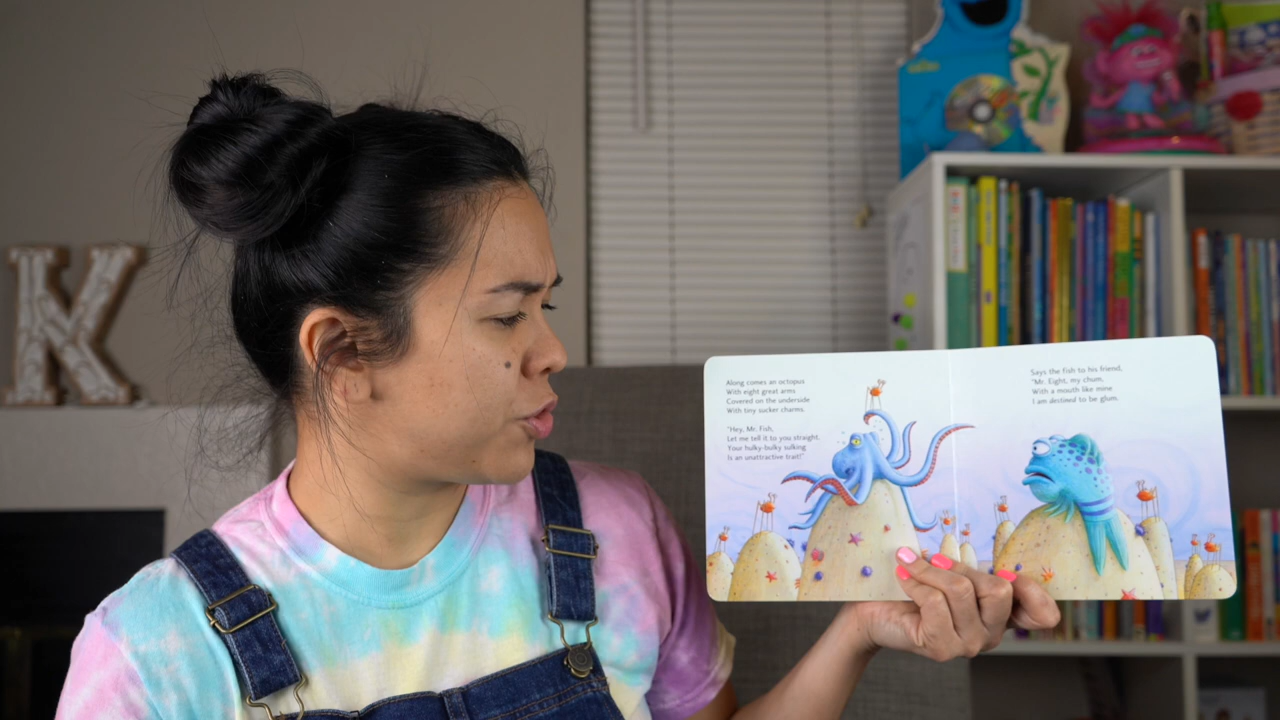 K
Along comes an octopus
With eight great arms
Covered on the underside
With tiny sucker charms.
"Hey, Mr. Fish,
Let me tell it to you straight.
Your hulky-bulky sulking
Is an unattractive trait!"
Says the fish to his friend,
"Mr. Eight, my chum,
With a mouth like mine
I am destined to be glum.